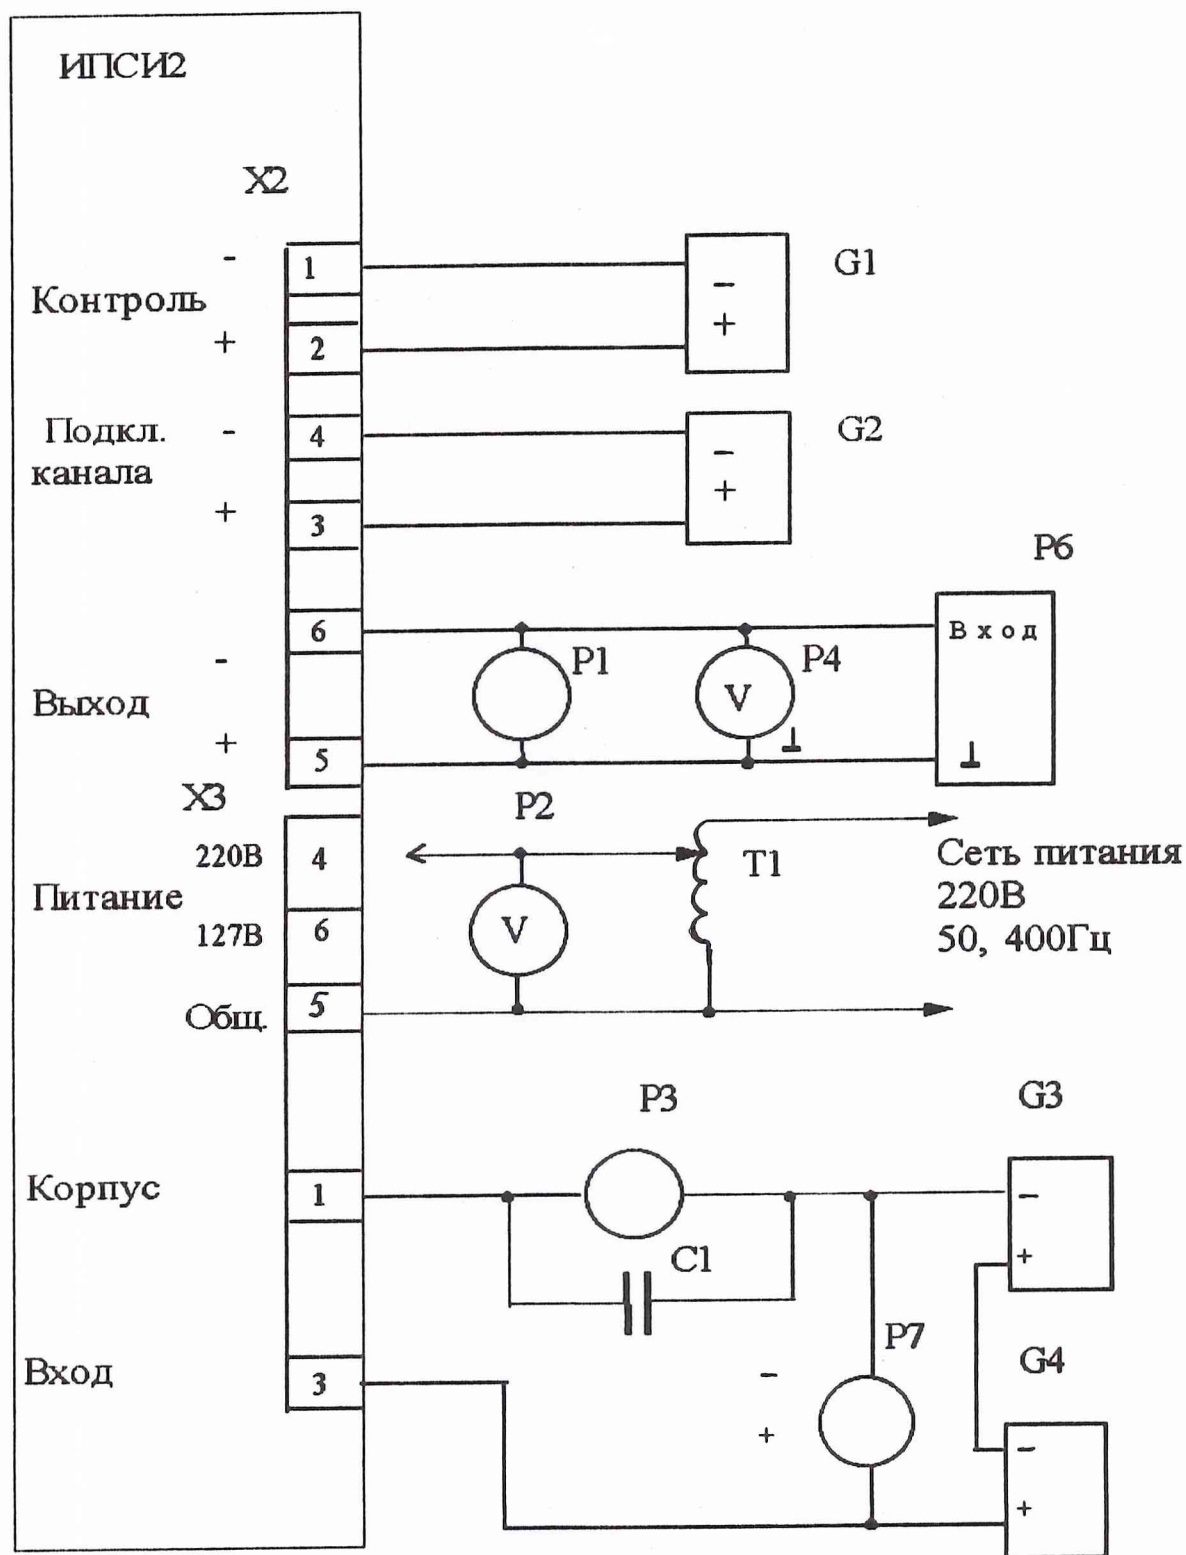 ИПСИ2
X2
-
1
G1
Контроль
-
+
2
+
Подкл.
-
4
G2
канала
-
+
+
3
P6
6
Вход
-
P1
P4
Выход
V
+
5
⊥
⊥
X3
P2
220В
4
T1
Сеть питания
Питание
220В
127В
6
V
50, 400Гц
Общ.
5
P3
G3
Корпус
1
-
C1
+
P7
Вход
3
G4
-
+
-
+